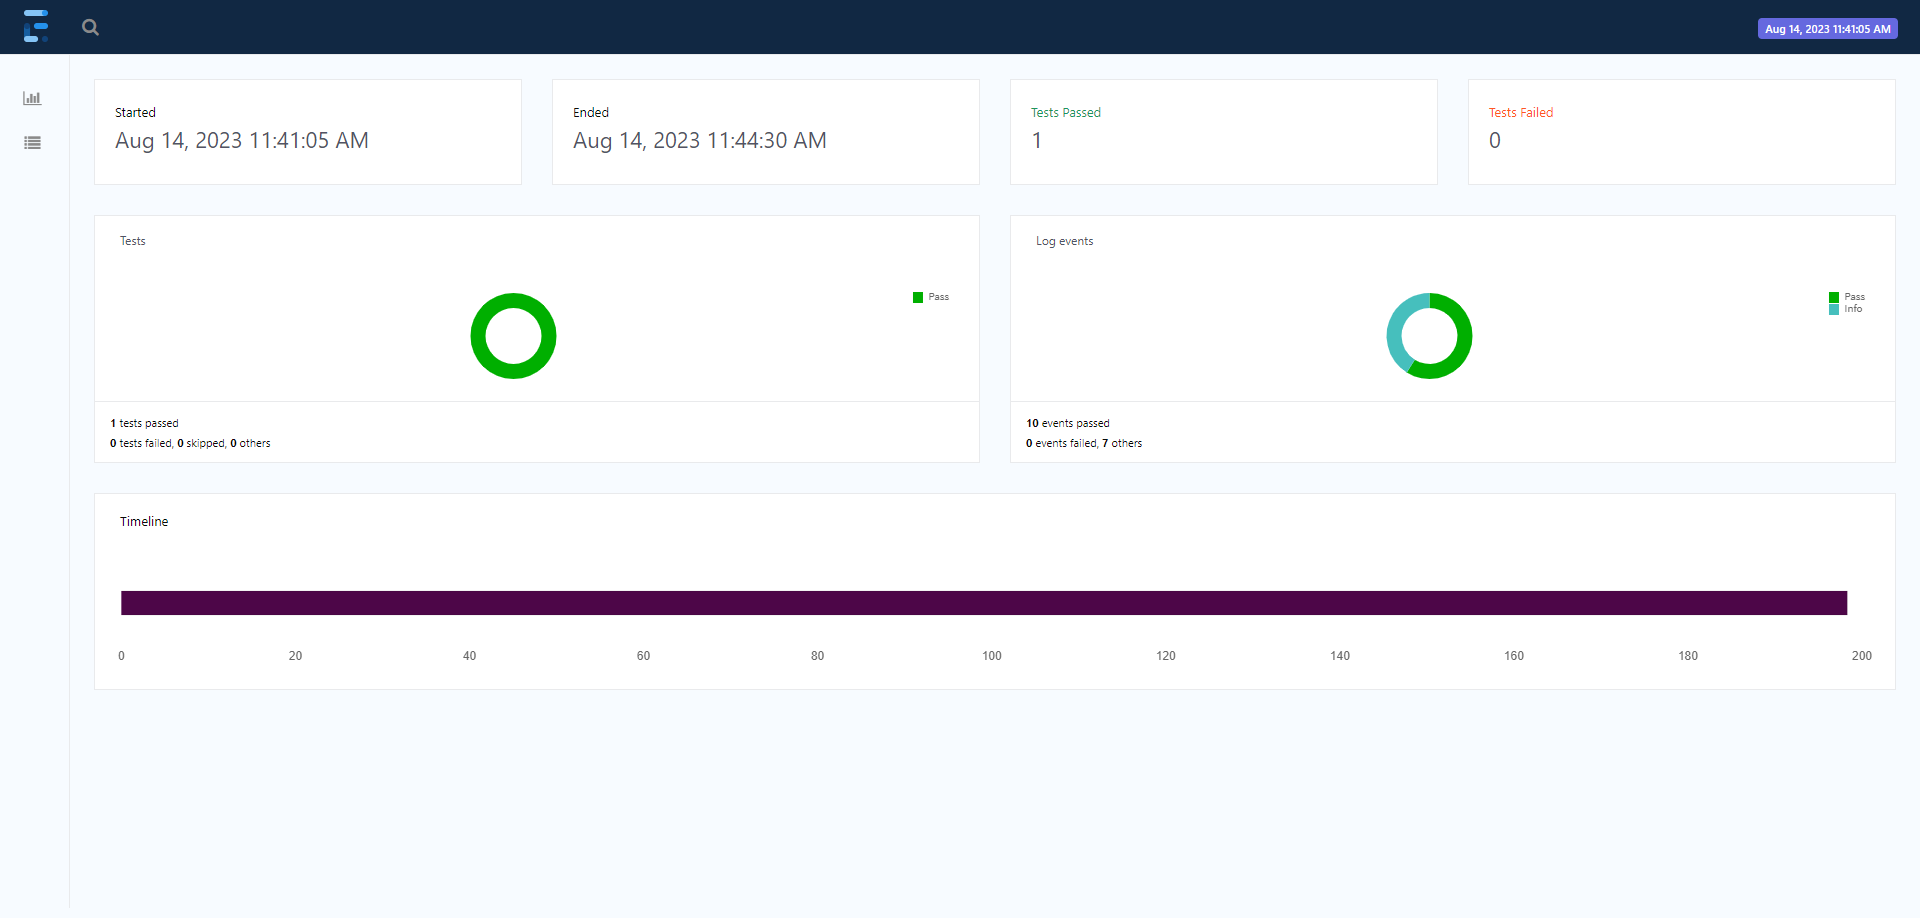 Aug 14, 2023 11:41:05 AM
Started
Aug 14, 2023 11:41:05 AM
Ended
Aug 14, 2023 11:44:30 AM
Tests Passed
1
Tests Failed
0
Tests
Pass
1 tests passed
0 tests failed, 0 skipped, 0 others
Log events
Pass
Info
10 events passed
0 events failed, 7 others
Timeline
0 20 40 60 80 100 120 140 160 180 200